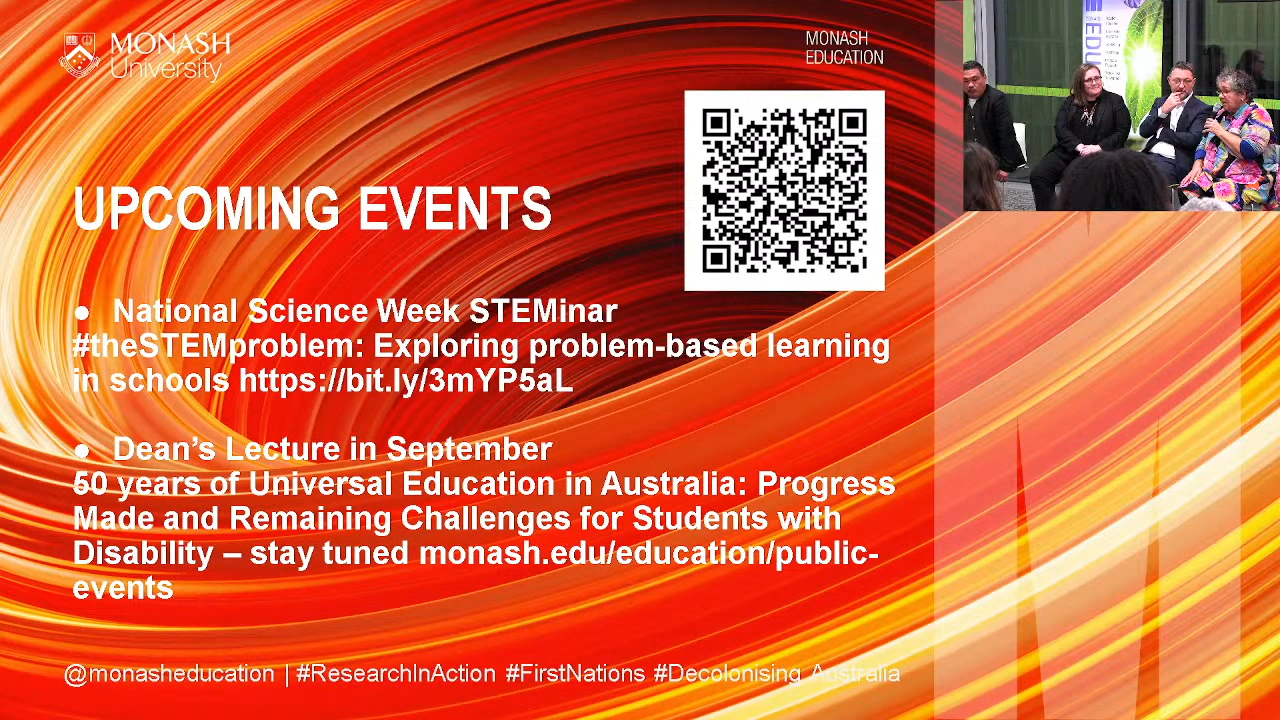 MONASH
University
MONASH
EDUCATION
UPCOMING EVENTS
● National Science Week STEMinar
#theSTEMproblem: Exploring problem-based learning
in schools https://bit.ly/3mYP5aL
● Dean’s Lecture in September
50 years of Universal Education in Australia: Progress
Made and Remaining Challenges for Students with
Disability – stay tuned monash.edu/education/public-
events
@monasheducation | #ResearchInAction #FirstNations #Decolonising Australia